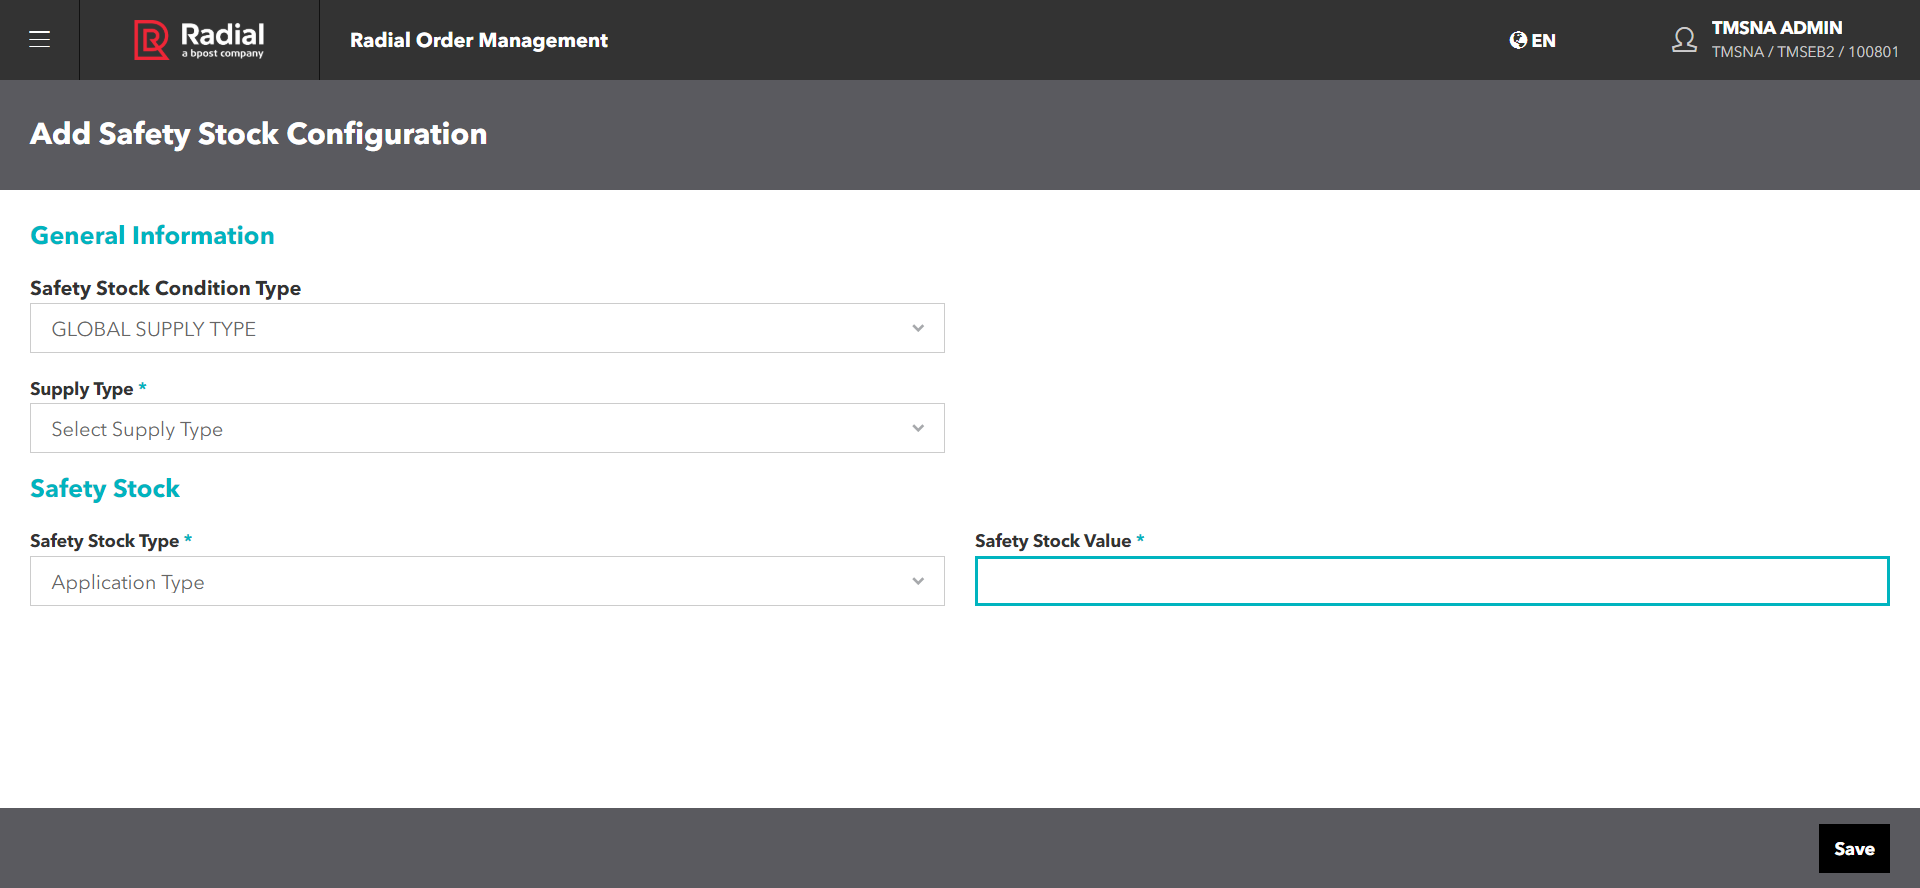 Radial
a bpost company
Radial Order Management
EN
TMSNA ADMIN
TMSNA / TMSEB2 / 100801
Add Safety Stock Configuration
General Information
Safety Stock Condition Type
GLOBAL SUPPLY TYPE
Supply Type *
Select Supply Type
Safety Stock
Safety Stock Type *
Safety Stock Value *
Application Type
Save